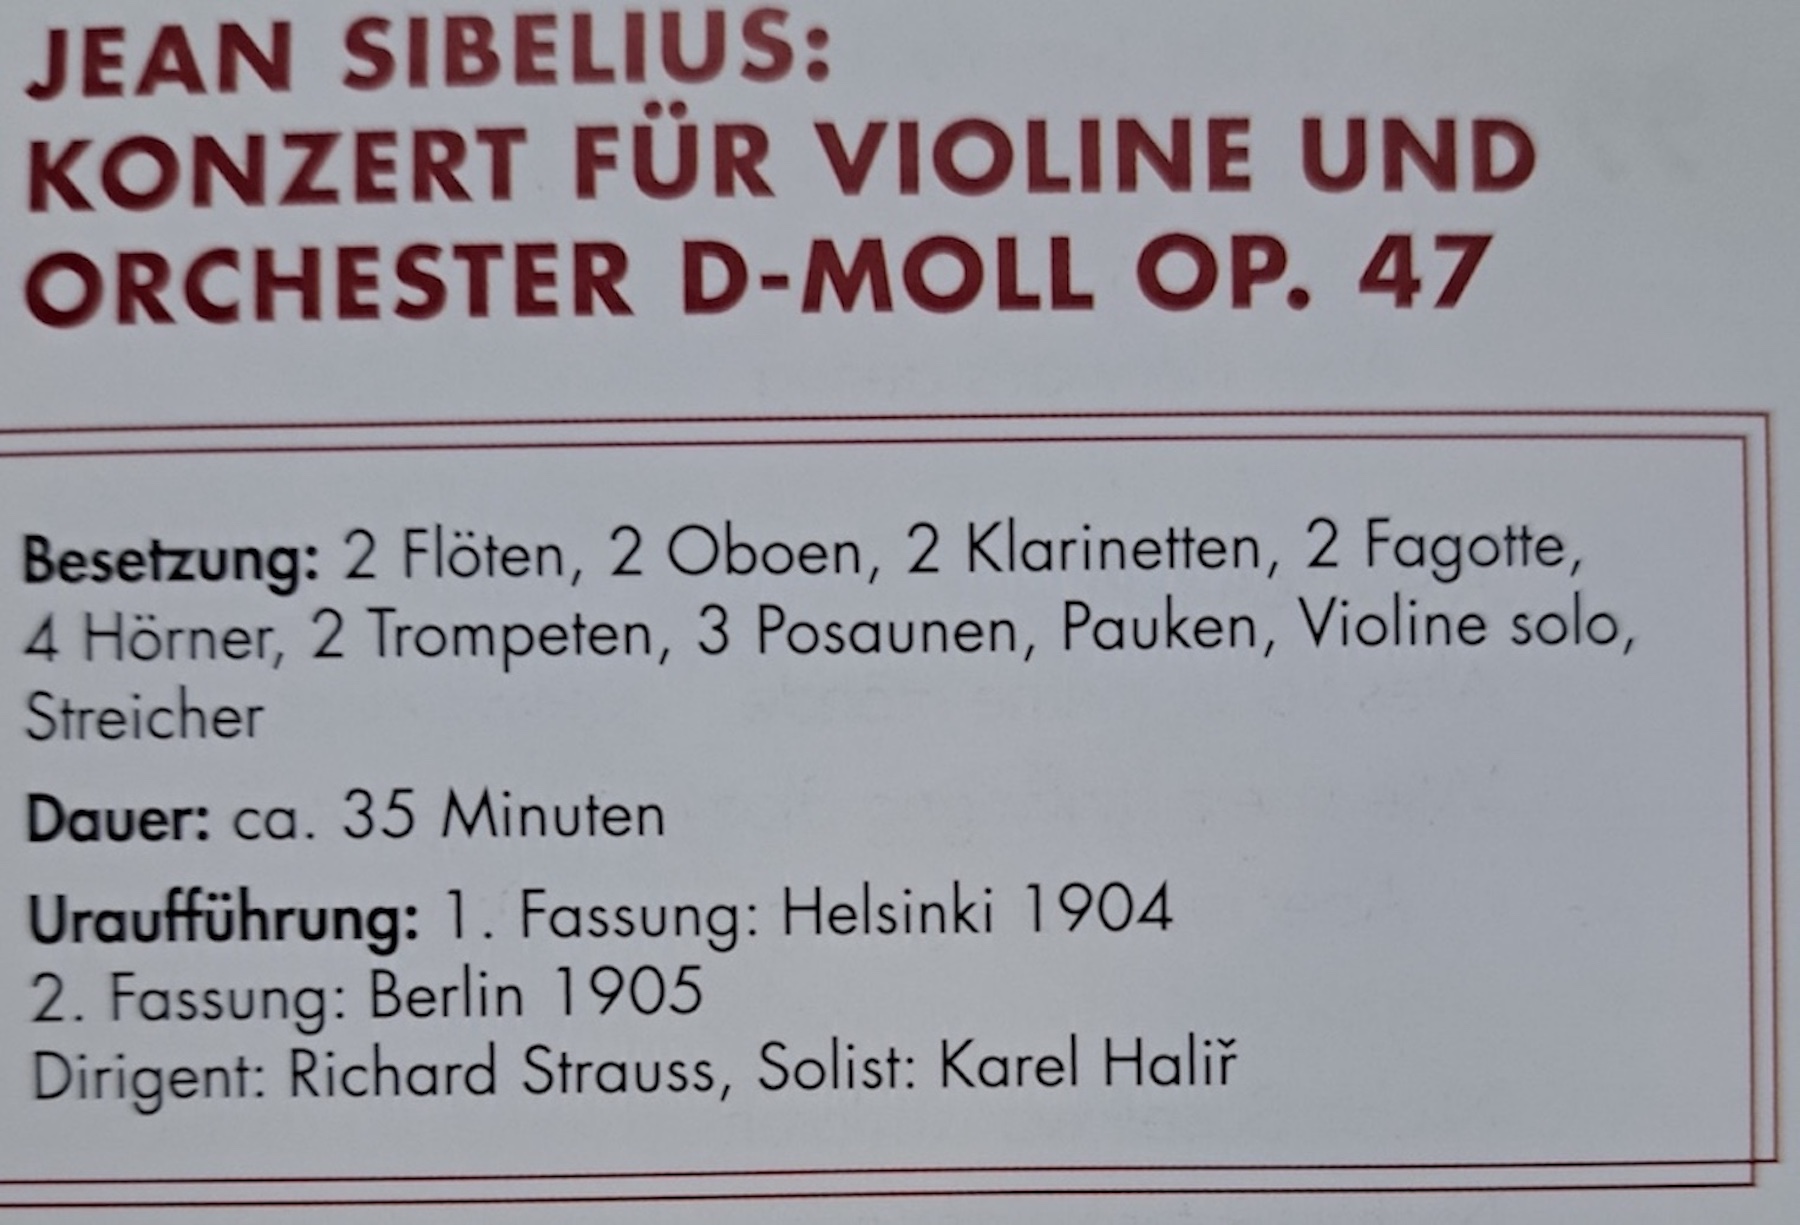 JEAN SIBELIUS:
KONZERT FÜR VIOLINE UND
ORCHESTER D-MOLL OP. 47
Besetzung: 2 Flöten, 2 Oboen, 2 Klarinetten, 2 Fagotte,
4 Hörner, 2 Trompeten, 3 Posaunen, Pauken, Violine solo,
Streicher
Dauer: ca. 35 Minuten
Uraufführung: 1. Fassung: Helsinki 1904
2. Fassung: Berlin 1905
Dirigent: Richard Strauss, Solist: Karel Haliř